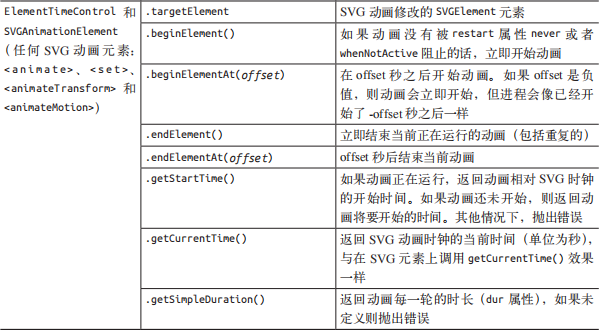 ElementTimeControl 和
SVGAnimationElement
（任何 SVG 动画元素：
<animate>、<set>、
<animateTransform> 和
<animateMotion>）
.targetElement
SVG 动画修改的 SVGElement 元素
.beginElement()
如果动画没有被 restart 属性 never 或者
whenNotActive 阻止的话，立即开始动画
.beginElementAt(offset)
在 offset 秒之后开始动画。如果 offset 是负
值，则动画会立即开始，但进程会像已经开
始了 -offset 秒之后一样
.endElement()
立即结束当前正在运行的动画（包括重复的）
.endElementAt(offset)
offset 秒后结束当前动画
.getStartTime()
如果动画正在运行，返回动画相对 SVG 时钟
的开始时间。如果动画还未开始，则返回动
画将要开始的时间。其他情况下，抛出错误
.getCurrentTime()
返回 SVG 动画时钟的当前时间（单位为秒），
与在 SVG 元素上调用 getCurrentTime() 效果
一样
.getSimpleDuration()
返回动画每一轮的时长（dur 属性），如果未
定义则抛出错误